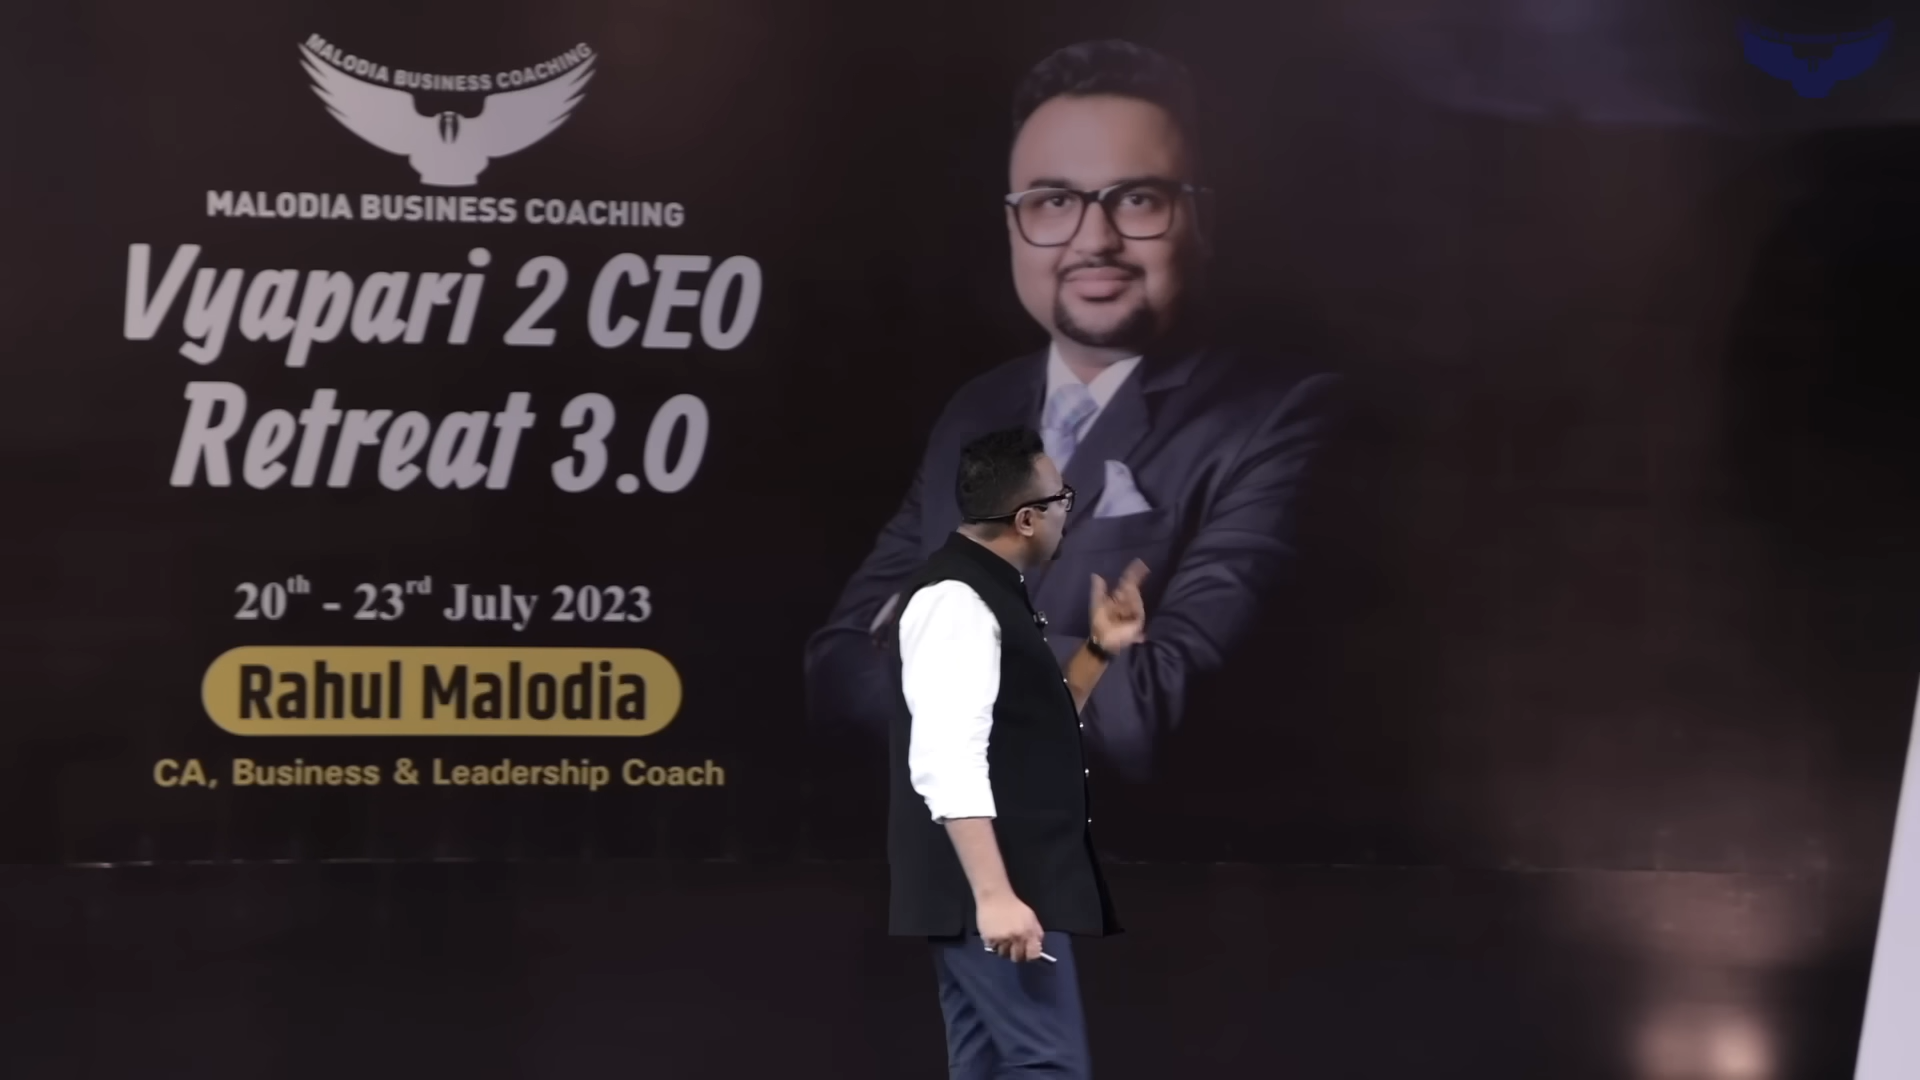 MALODIA BUSINESS COACHING
MALODIA BUSINESS COACHING
Vyapari 2 CEO
Retreat 3.0
20th - 23rd July 2023
Rahul Malodia
CA, Business & Leadership Coach